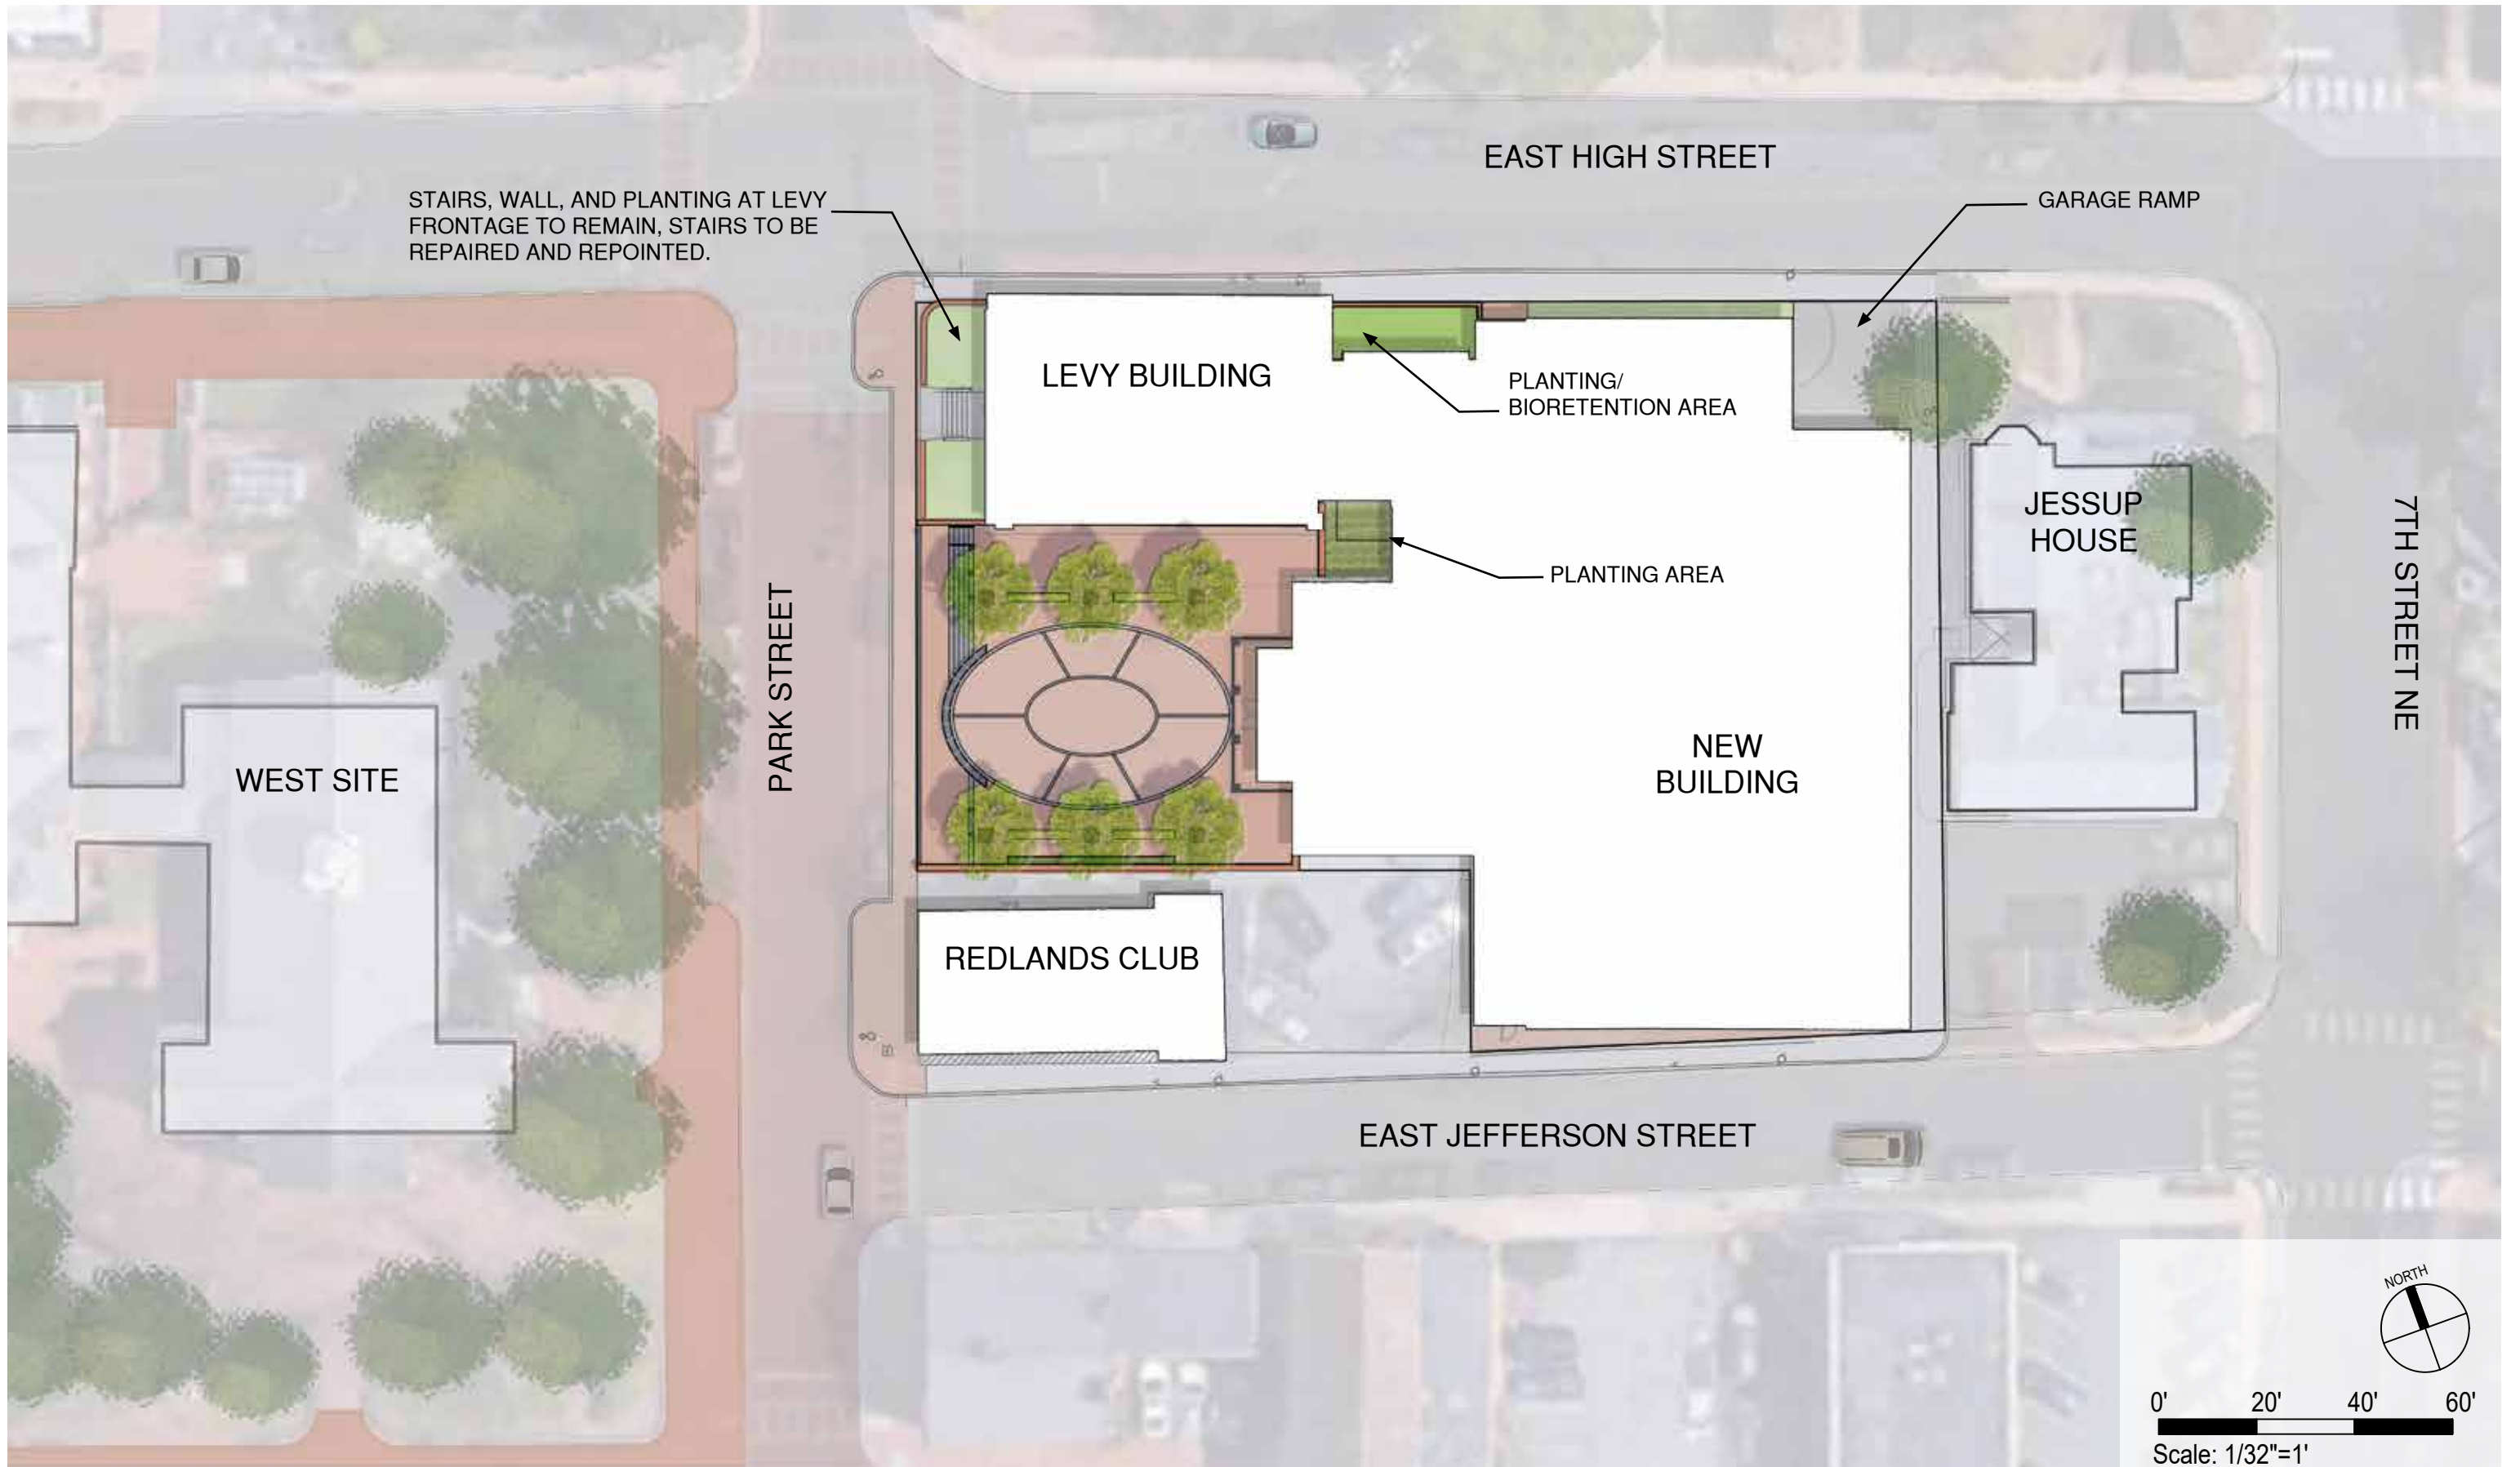 EAST HIGH STREET
STAIRS, WALL, AND PLANTING AT LEVY
FRONTAGE TO REMAIN, STAIRS TO BE
REPAIRED AND REPOINTED.
GARAGE RAMP
LEVY BUILDING
PLANTING/
BIORETENTION AREA
JESSUP
HOUSE
7TH STREET NE
PLANTING AREA
PARK STREET
WEST SITE
NEW
BUILDING
REDLANDS CLUB
EAST JEFFERSON STREET
NORTH
0' 20' 40' 60'
Scale: 1/32"=1'